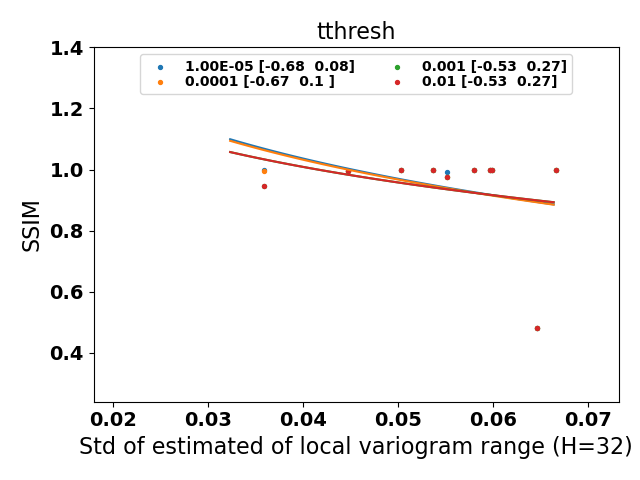 tthresh
1.00E-05 [-0.68  0.08]
0.0001 [-0.67  0.1 ]
0.001 [-0.53  0.27]
0.01 [-0.53  0.27]
1.4
1.2
1.0
0.8
0.6
0.4
SSIM
0.02 0.03 0.04 0.05 0.06 0.07
Std of estimated of local variogram range (H=32)